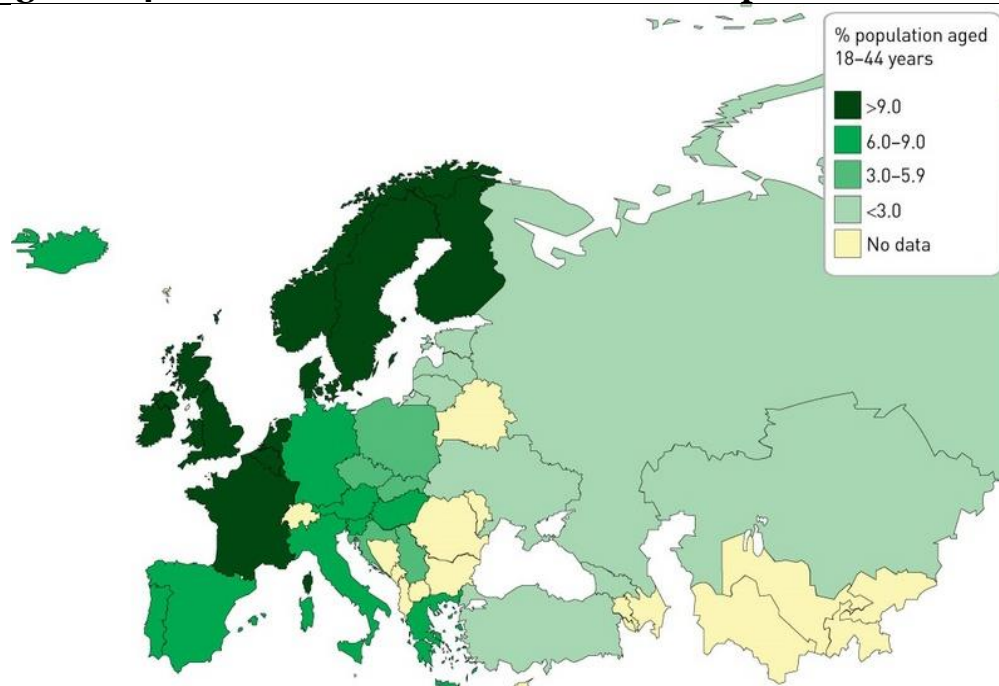 % population aged
18–44 years
>9.0
6.0–9.0
3.0–5.9
<3.0
No data